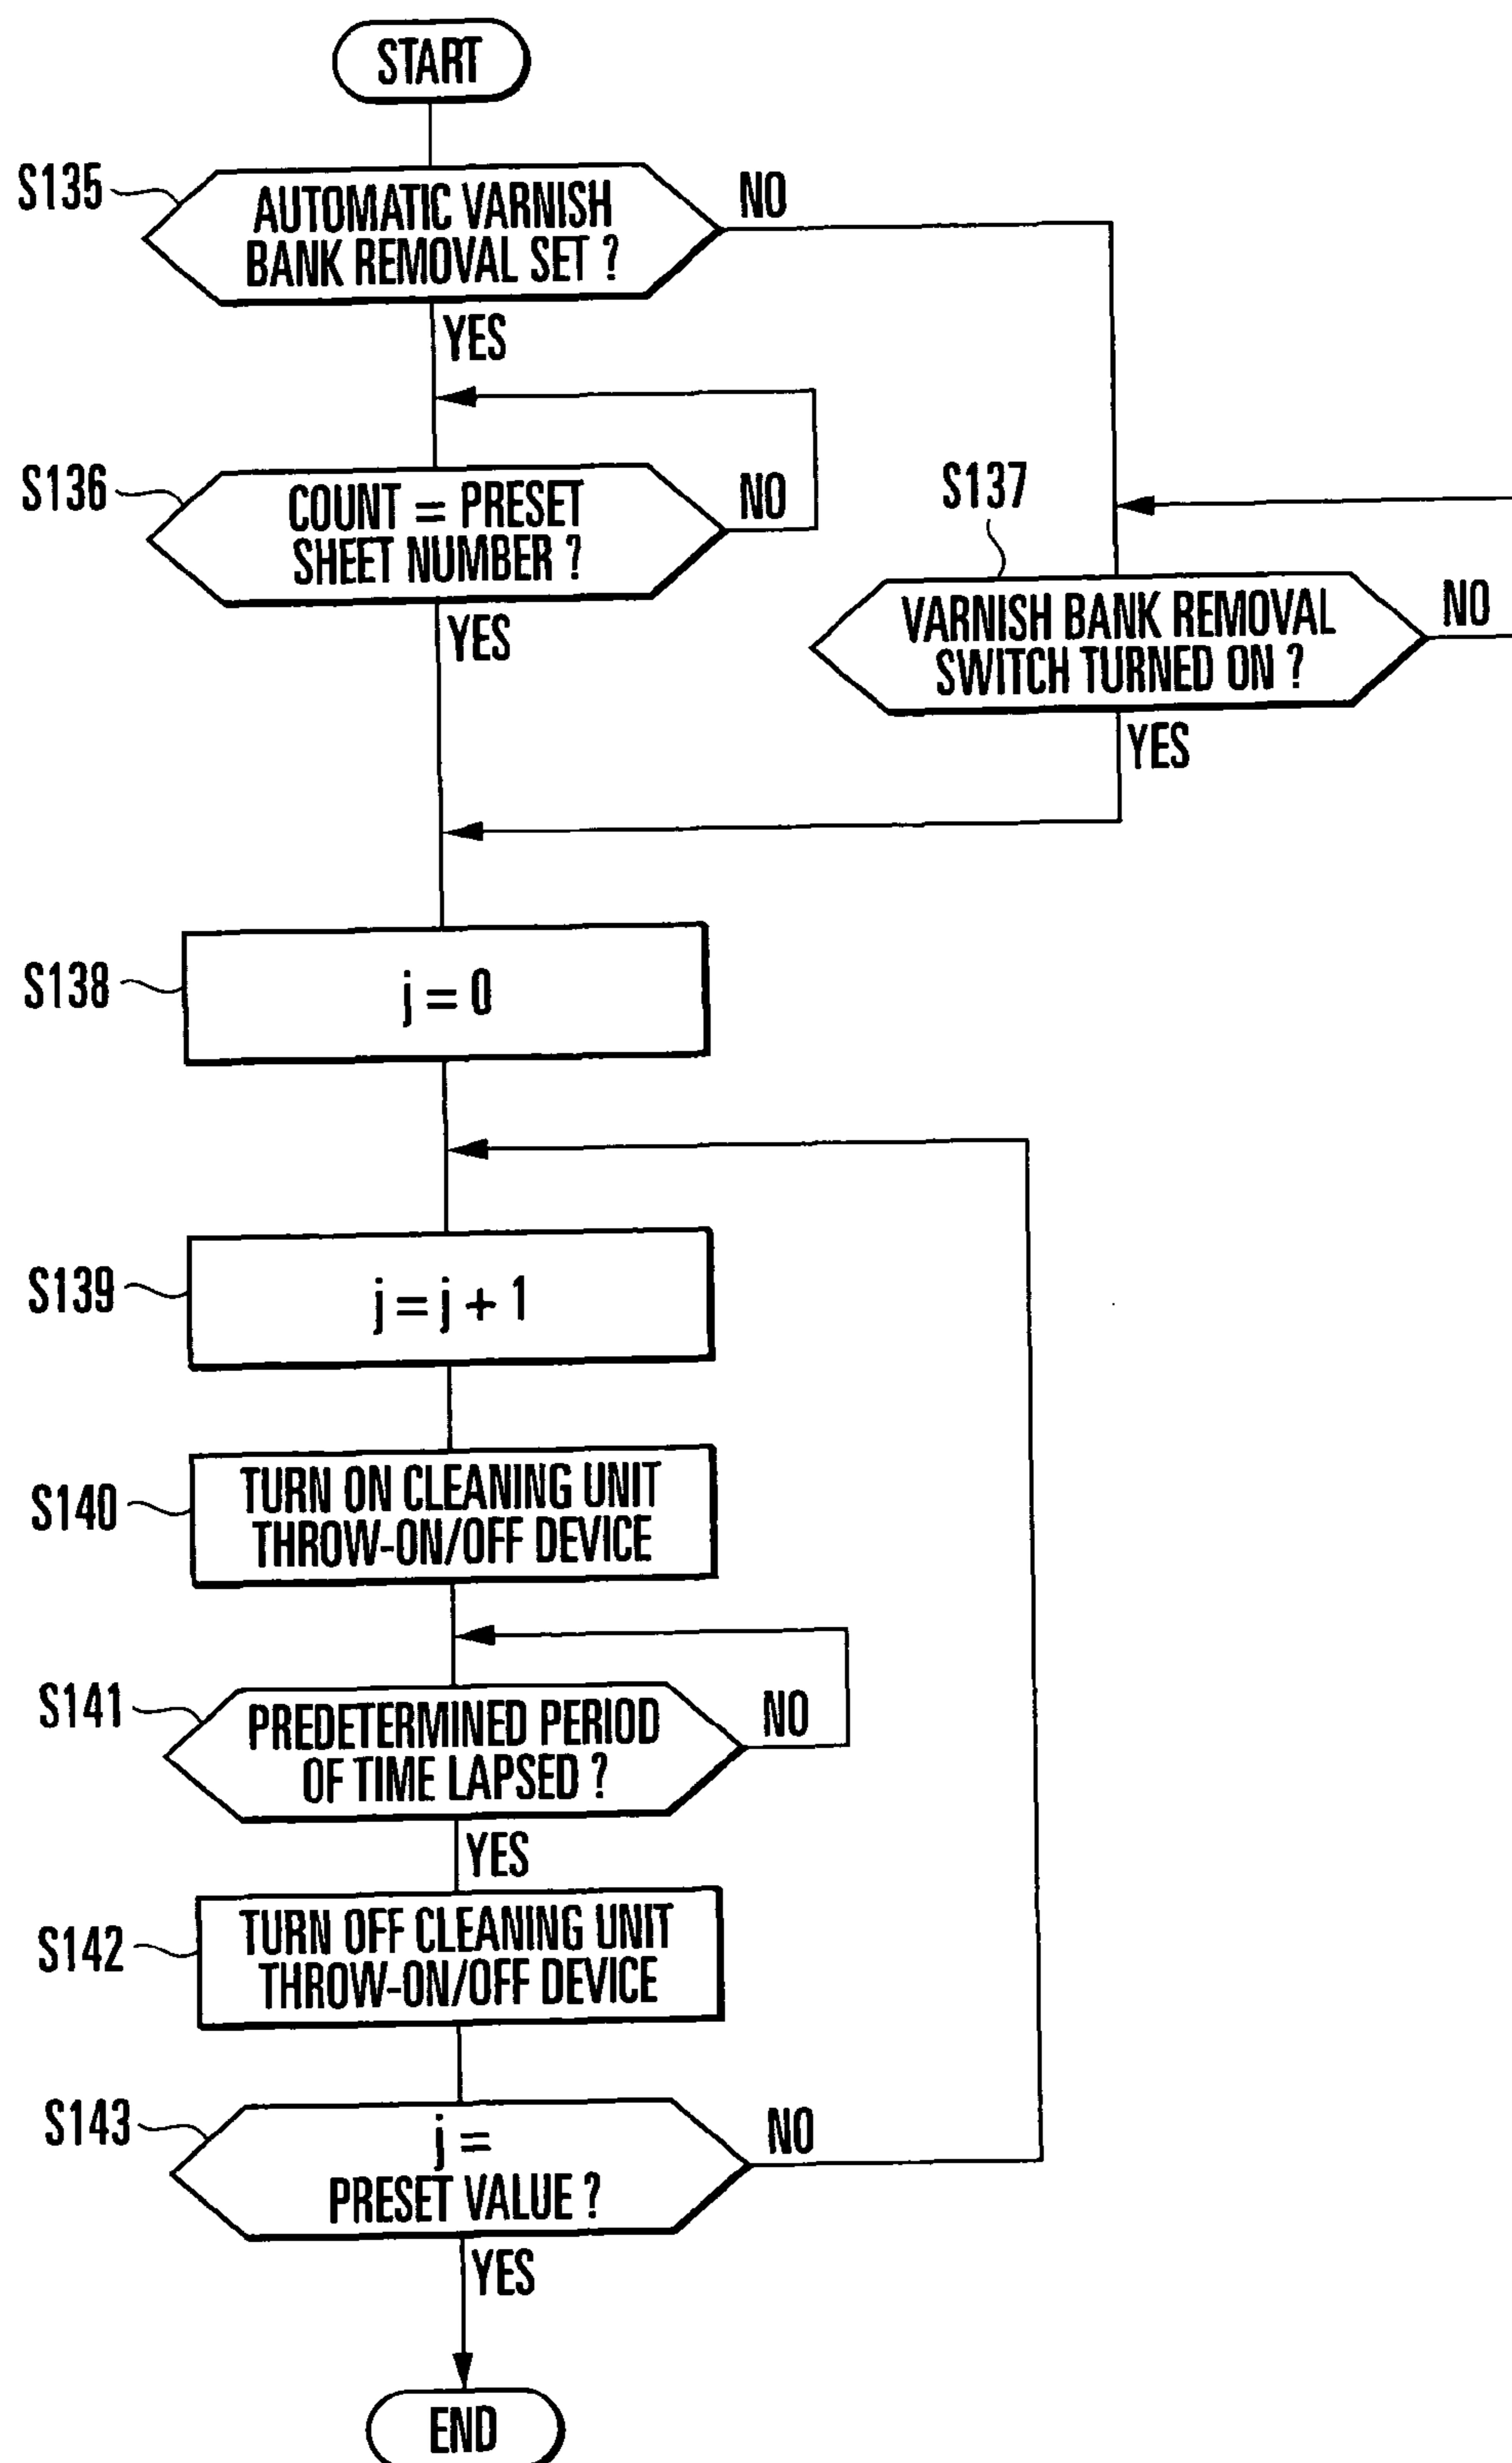 START
S135
AUTOMATIC VARNISH
BANK REMOVAL SET ?
NO
YES
S136
COUNT = PRESET
SHEET NUMBER ?
NO
YES
S137
VARNISH BANK REMOVAL
SWITCH TURNED ON ?
NO
YES
S138
j = 0
S139
j = j + 1
S140
TURN ON CLEANING UNIT
THROW-ON/OFF DEVICE
S141
PREDETERMINED PERIOD
OF TIME LAPSED ?
NO
YES
S142
TURN OFF CLEANING UNIT
THROW-ON/OFF DEVICE
S143
j =
PRESET VALUE ?
NO
YES
END